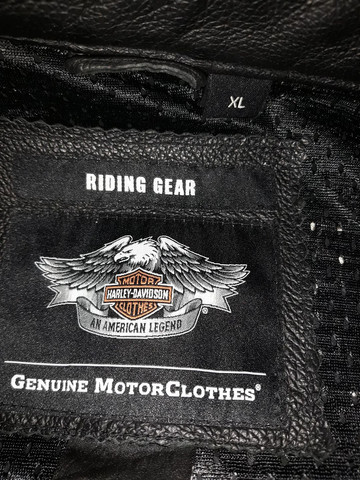 XL
RIDING GEAR
MOTOR
HARLEY-DAVIDSON
CLOTHES
AN AMERICAN LEGEND
GENUINE MOTORCLOTHES®